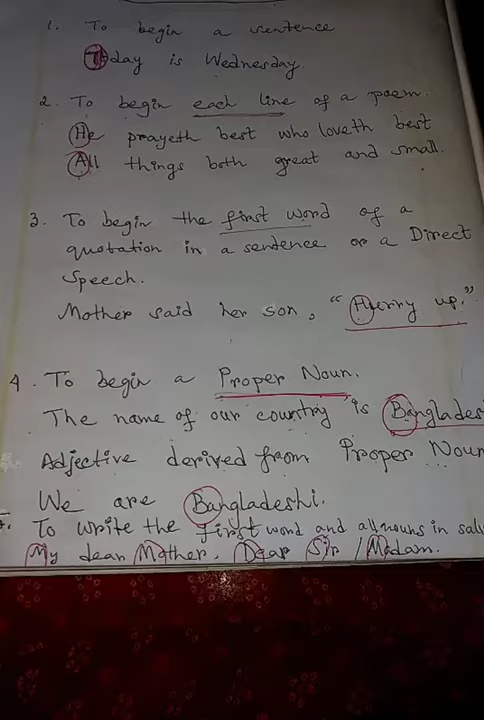 1. To begin a sentence
Today is Wednesday.
2. To begin each line of a poem.
He prayeth best who loveth best
All things both great and small.
3. To begin the first word of a
quotation in a sentence or a Direct
Speech.
Mother said her son, "Hurry up."
4. To begin a Proper Noun.
The name of our country is Banglades
Adjective derived from Proper Noun
We are Bangladeshi.
To write the first word and all nouns in salu
My dear Mother. Dear Sir / Madam.